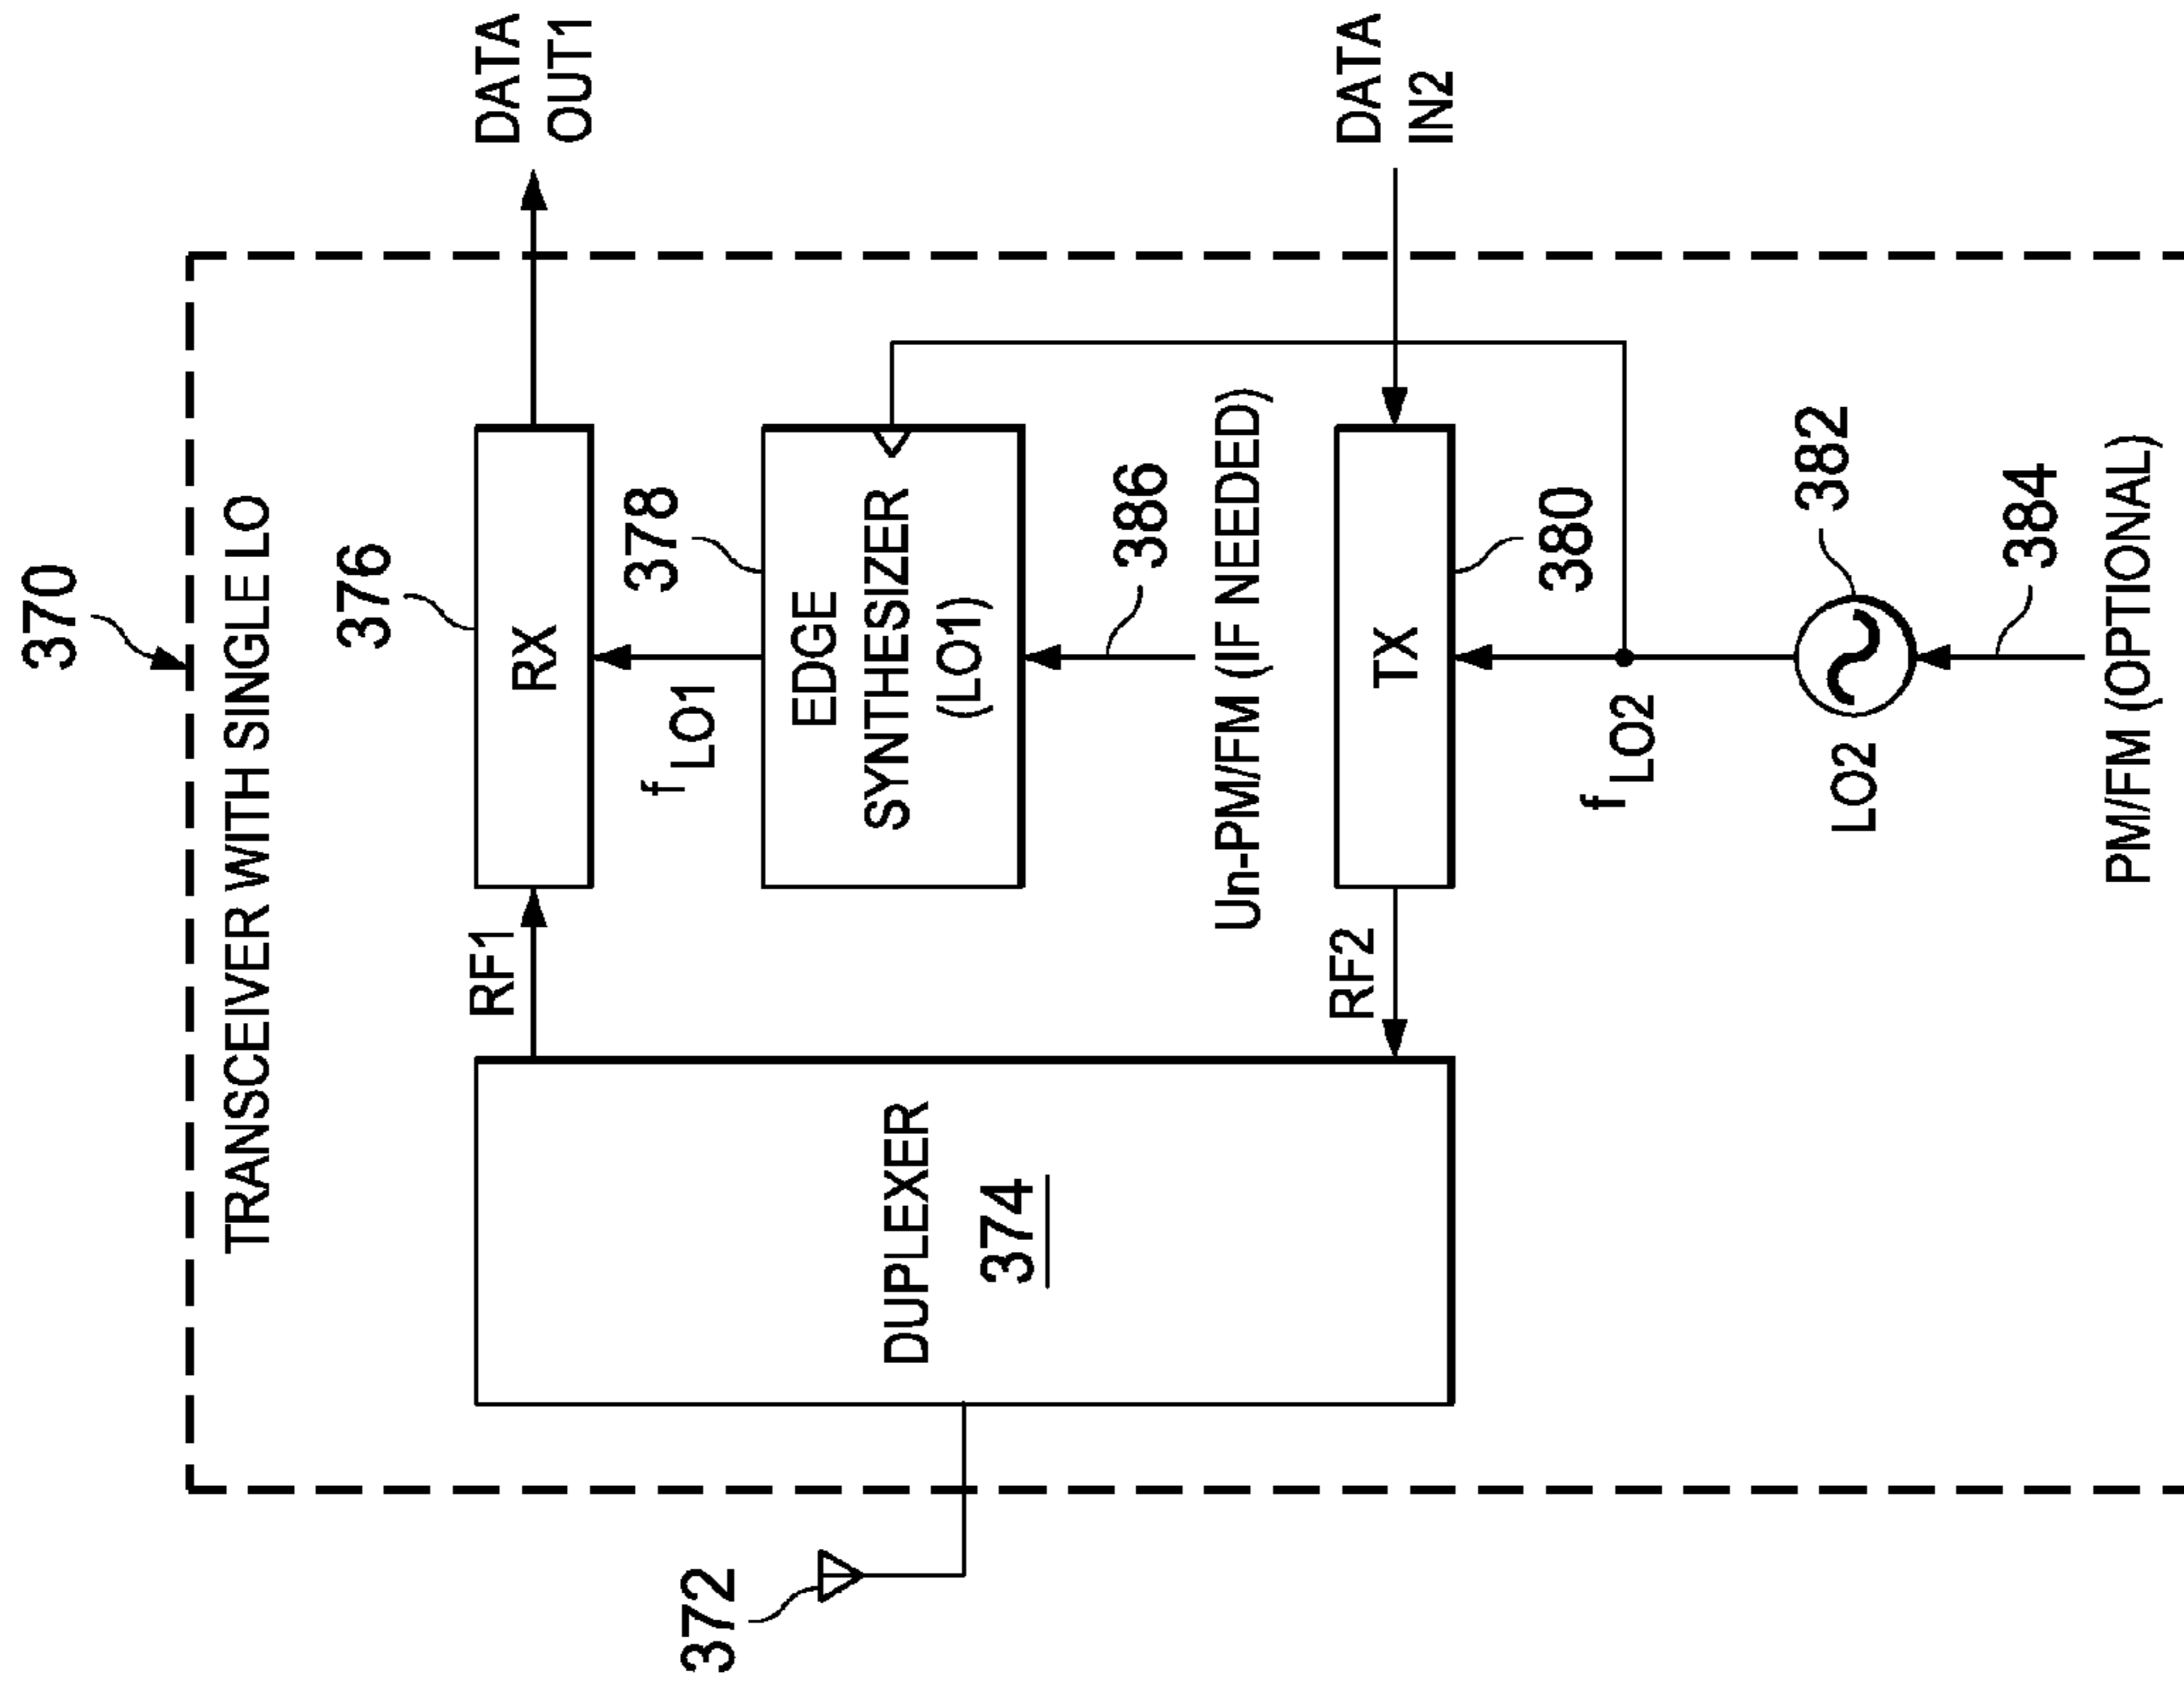 370
TRANSCEIVER WITH SINGLE LO
376
RX
DATA
OUT1
RF1
378
f LO1
EDGE
SYNTHESIZER
(LO1)
372
DUPLEXER
374
386
Un-PM/FM (IF NEEDED)
RF2
TX
DATA
IN2
380
f LO2
382
LO2
384
PM/FM (OPTIONAL)